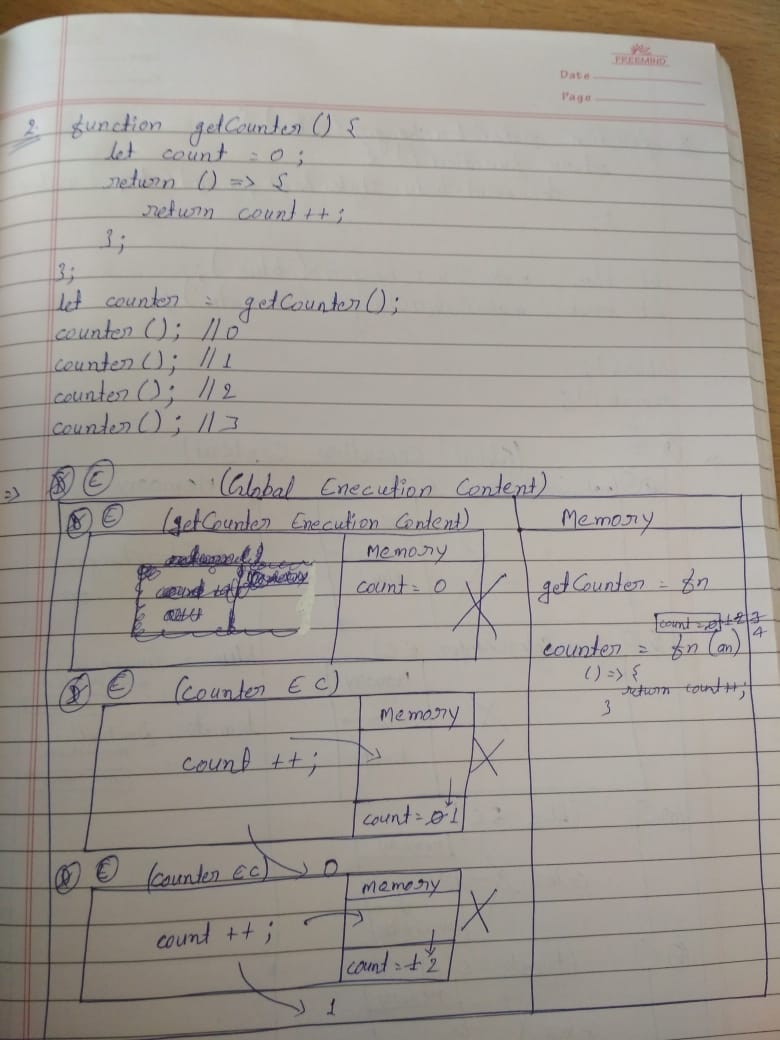 FREEMIND
Date
Page
2. function getCounter () {
let count = 0 ;
return () => {
return count ++ ;
};
};
let counter = getCounter();
counter (); //0
counter (); //1
counter (); //2
counter (); //3
=> E (Global Execution Context)
E (getCounter Execution Context)
Memory
count = 0
Memory
getCounter = fn
count = 0 1 2 3 4
counter = fn (an)
() => {
return count++;
}
E (counter E C)
Memory
count ++ ;
count = 0 1
0
E (counter EC)
Memory
count ++ ;
count = 1 2
1